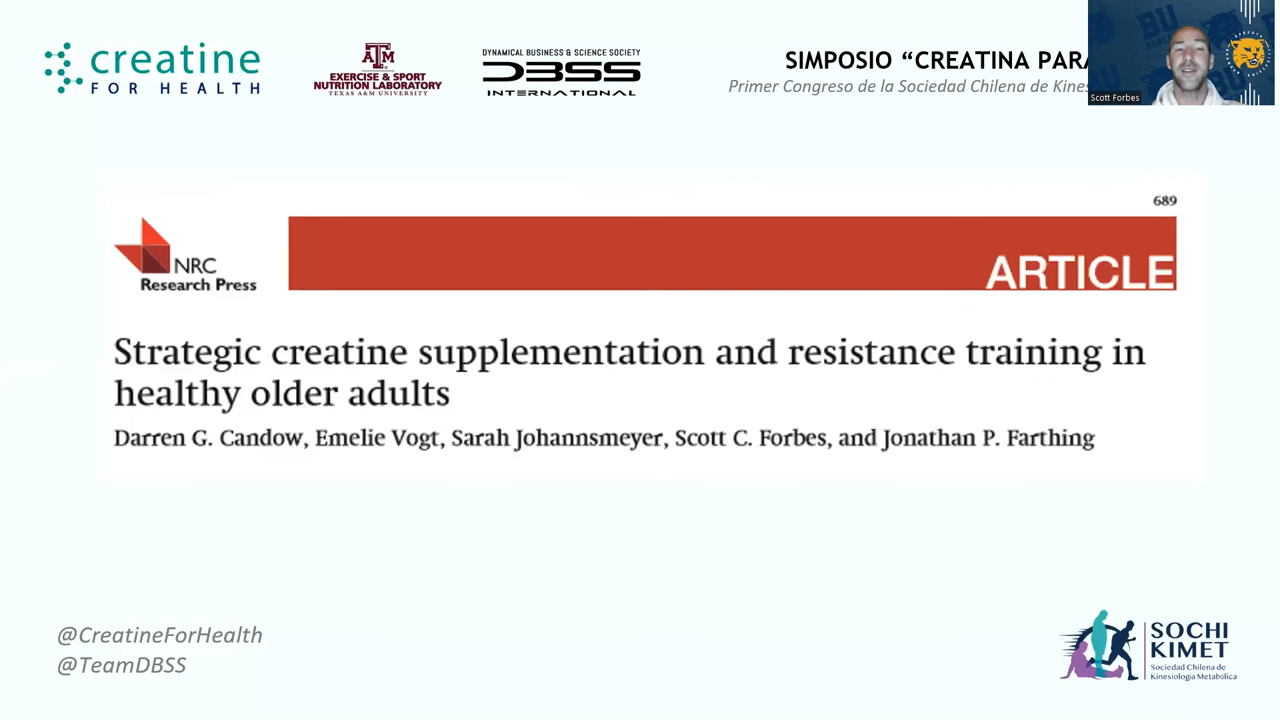 creatine
FOR HEALTH
A&M
EXERCISE & SPORT
NUTRITION LABORATORY
TEXAS A&M UNIVERSITY
DYNAMICAL BUSINESS & SCIENCE SOCIETY
DBSS
INTERNATIONAL
SIMPOSIO “CREATINA PARA
Primer Congreso de la Sociedad Chilena de Kines
BU
Scott Forbes
689
NRC
Research Press
ARTICLE
Strategic creatine supplementation and resistance training in
healthy older adults
Darren G. Candow, Emelie Vogt, Sarah Johannsmeyer, Scott C. Forbes, and Jonathan P. Farthing
@CreatineForHealth
@TeamDBSS
SOCHI
KIMET
Sociedad Chilena de
Kinesiología Metabólica